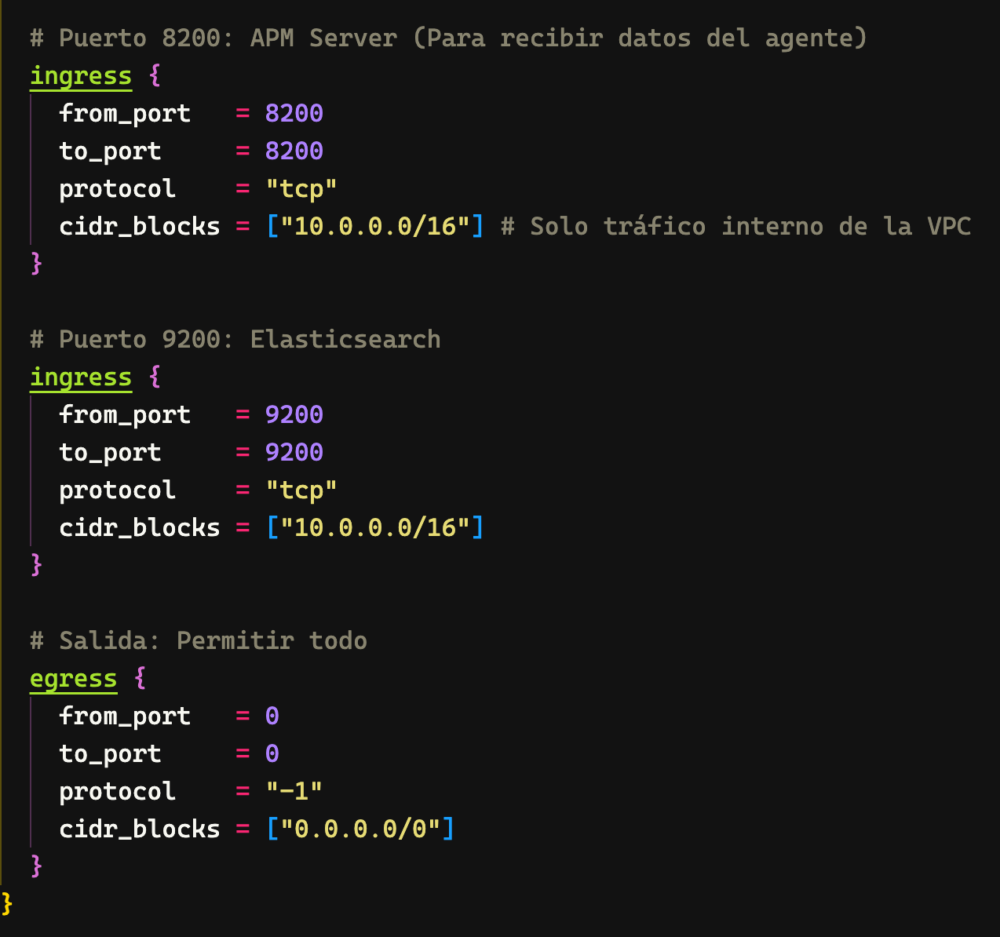 # Puerto 8200: APM Server (Para recibir datos del agente)
ingress {
  from_port   = 8200
  to_port     = 8200
  protocol    = "tcp"
  cidr_blocks = ["10.0.0.0/16"] # Solo tráfico interno de la VPC
}

# Puerto 9200: Elasticsearch
ingress {
  from_port   = 9200
  to_port     = 9200
  protocol    = "tcp"
  cidr_blocks = ["10.0.0.0/16"]
}

# Salida: Permitir todo
egress {
  from_port   = 0
  to_port     = 0
  protocol    = "-1"
  cidr_blocks = ["0.0.0.0/0"]
}
}